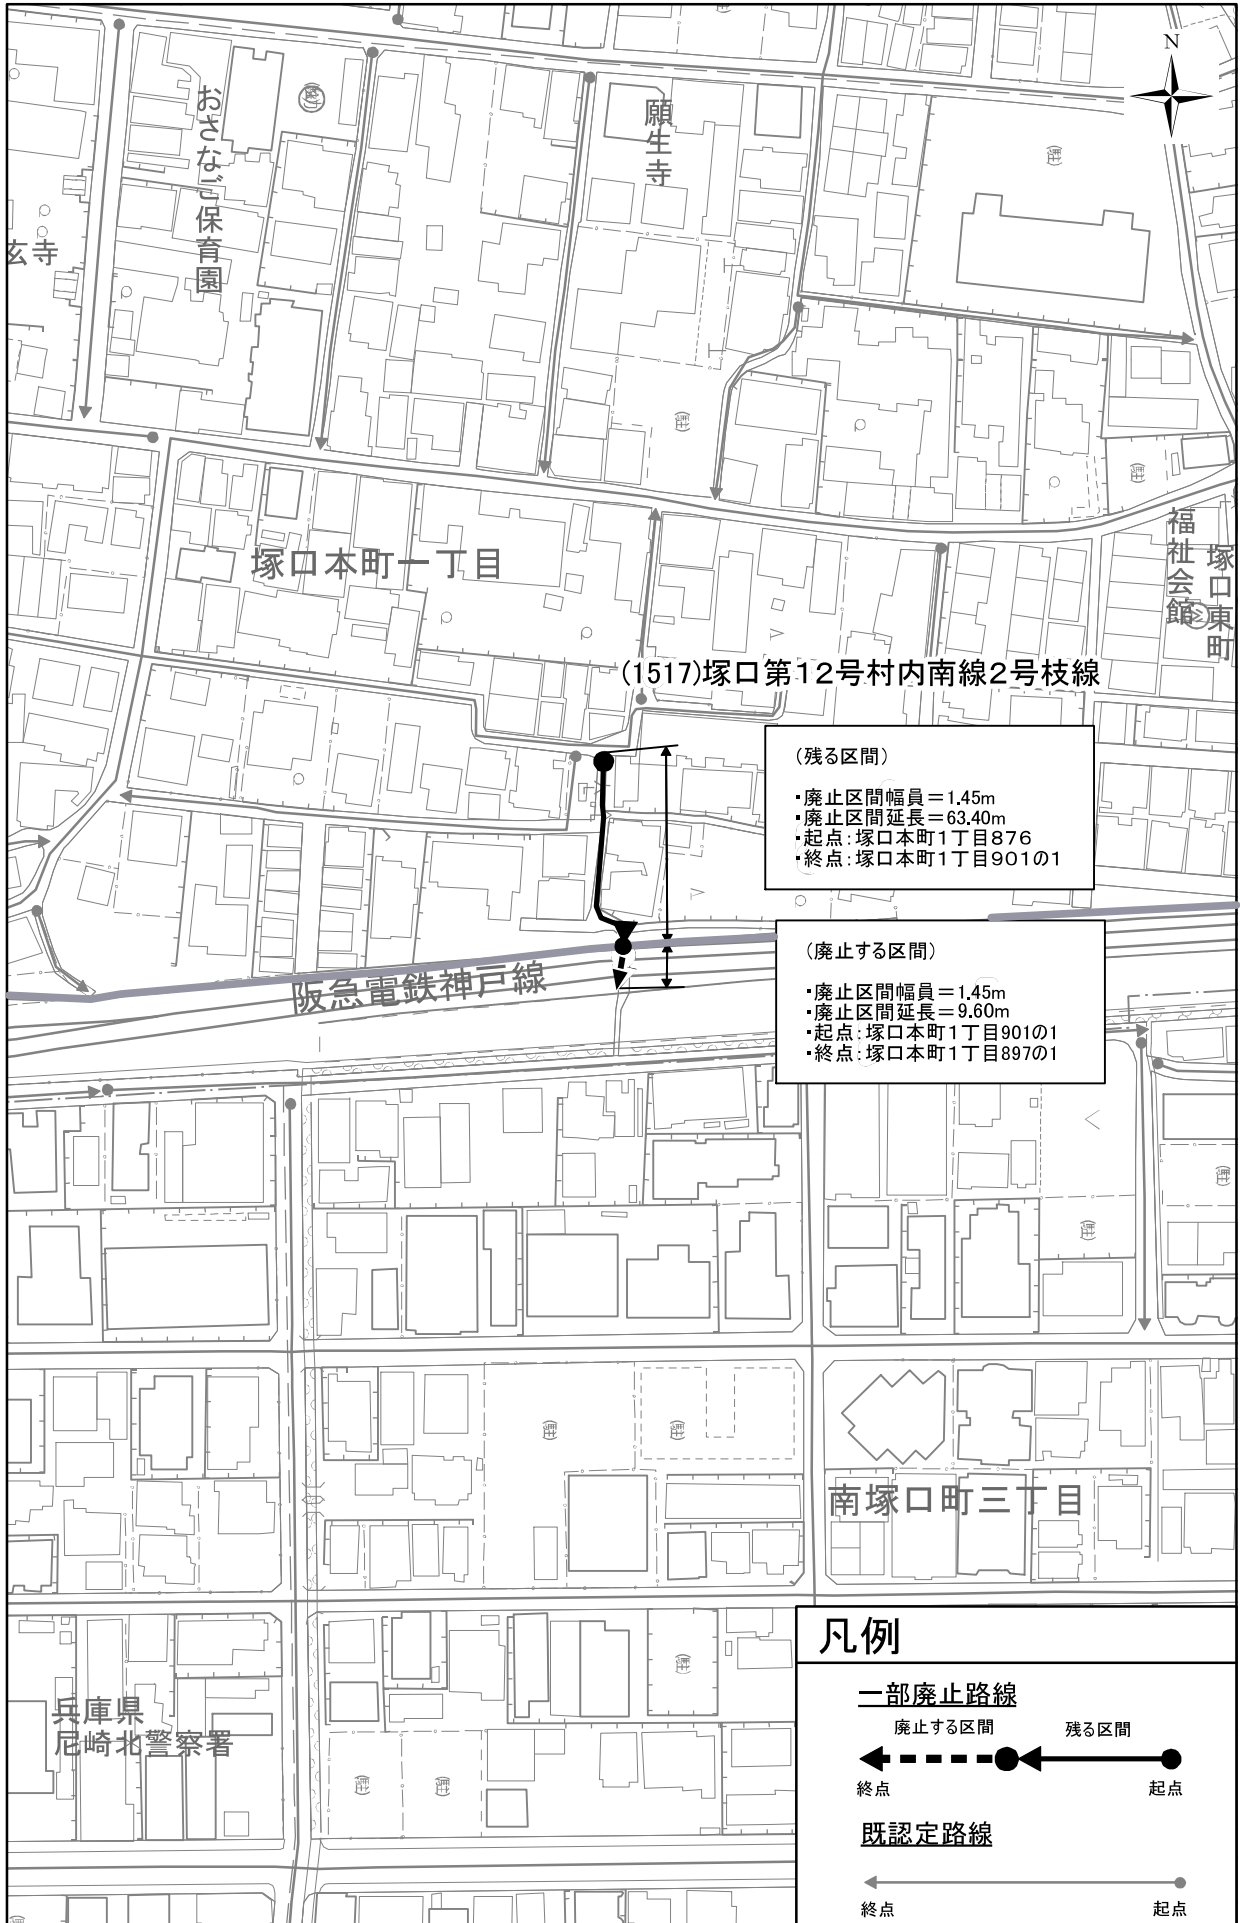 N
おさなご保育園
幼
願生寺
玄寺
塚口本町一丁目
福祉会館
塚口東町
(1517)塚口第12号村内南線2号枝線
(残る区間)
・廃止区間幅員=1.45m
・廃止区間延長=63.40m
・起点:塚口本町1丁目876
・終点:塚口本町1丁目901の1
(廃止する区間)
・廃止区間幅員=1.45m
・廃止区間延長=9.60m
・起点:塚口本町1丁目901の1
・終点:塚口本町1丁目897の1
阪急電鉄神戸線
南塚口町三丁目
兵庫県
尼崎北警察署
凡例
一部廃止路線
廃止する区間 残る区間
終点 起点
既認定路線
終点 起点